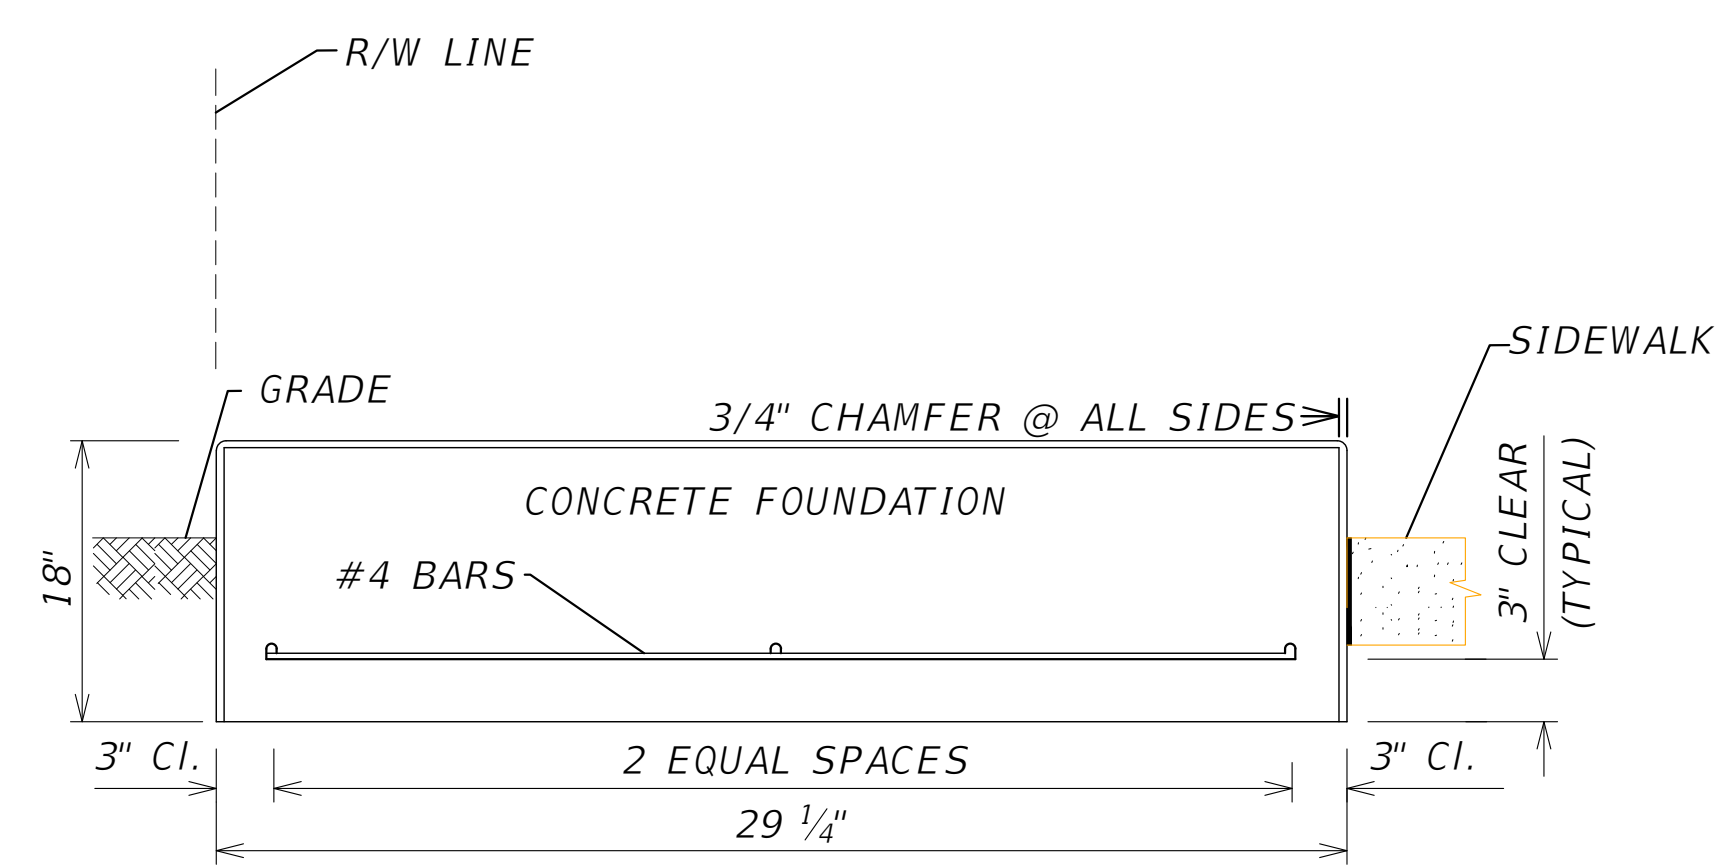 R/W LINE
SIDEWALK
GRADE
3/4" CHAMFER @ ALL SIDES
CONCRETE FOUNDATION
#4 BARS
18"
3" CLEAR
(TYPICAL)
3" Cl.
2 EQUAL SPACES
3" Cl.
29 1/4"